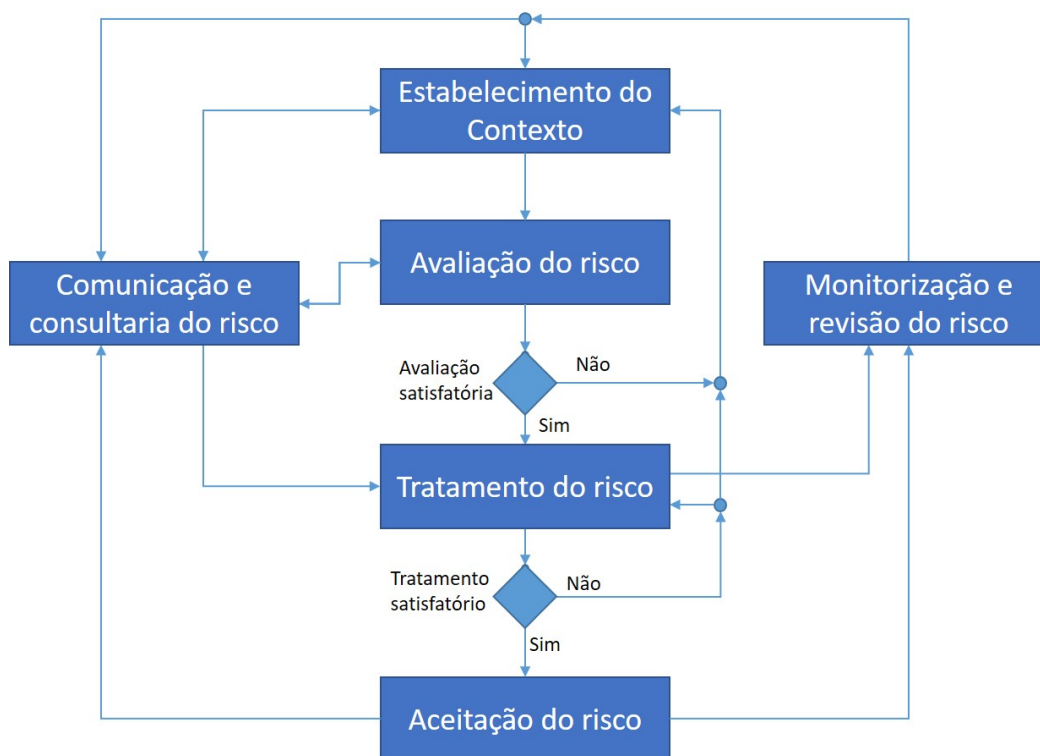 Estabelecimento do
Contexto
Avaliação do risco
Comunicação e
consultaria do risco
Monitorização e
revisão do risco
Avaliação
satisfatória
Não
Sim
Tratamento do risco
Tratamento
satisfatório
Não
Sim
Aceitação do risco